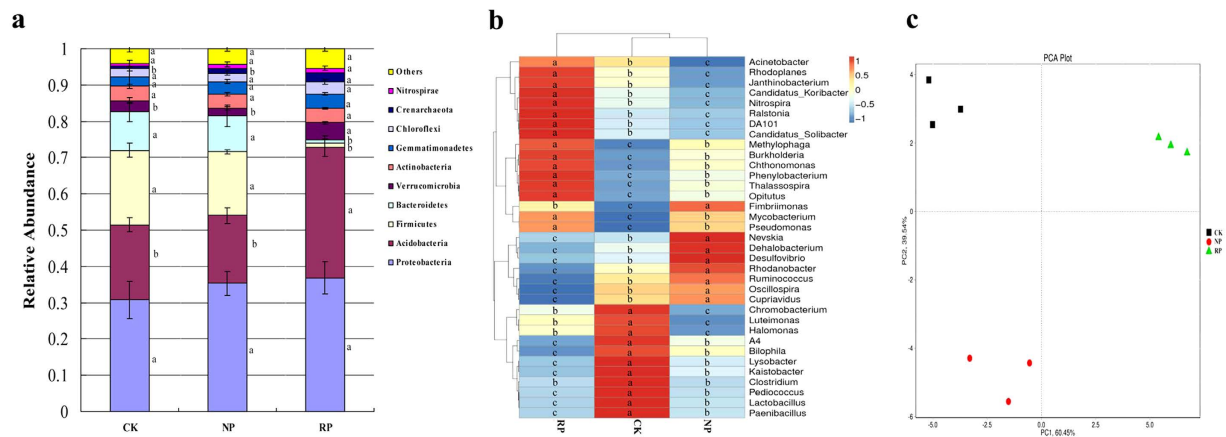 a
Relative Abundance
1
0.9
0.8
0.7
0.6
0.5
0.4
0.3
0.2
0.1
0
a
a
b
a
a
a
b
a
a
b
a
a
a
b
a
a
a
b
a
a
b
a
a
a
a
a
a
a
a
b
b
a
a
CK
NP
RP
Others
Nitrospirae
Crenarchaeota
Chloroflexi
Gemmatimonadetes
Actinobacteria
Verrucomicrobia
Bacteroidetes
Firmicutes
Acidobacteria
Proteobacteria
b
1
0.5
0
−0.5
−1
a b c Acinetobacter
a b c Rhodoplanes
a b c Janthinobacterium
a b c Candidatus_Koribacter
a b c Nitrospira
a b c Ralstonia
a b c DA101
a b c Candidatus_Solibacter
a c b Methylophaga
a c b Burkholderia
a c b Chthonomonas
a c b Phenylobacterium
a c b Thalassospira
a c b Opitutus
b c a Fimbriimonas
a c b Mycobacterium
a c b Pseudomonas
c b a Nevskia
c b a Dehalobacterium
c b a Desulfovibrio
c b a Rhodanobacter
c b a Ruminococcus
c b a Oscillospira
c b a Cupriavidus
b a c Chromobacterium
b a c Luteimonas
b a c Halomonas
c a b A4
c a b Bilophila
c a b Lysobacter
c a b Kaistobacter
b a b Clostridium
c a b Pediococcus
c a b Lactobacillus
c a b Paenibacillus
RP
CK
NP
c
PCA Plot
PC2, 39.54%
4
2
0
-2
-4
-6
-5.0
-2.5
0.0
2.5
5.0
PC1, 60.45%
CK
NP
RP